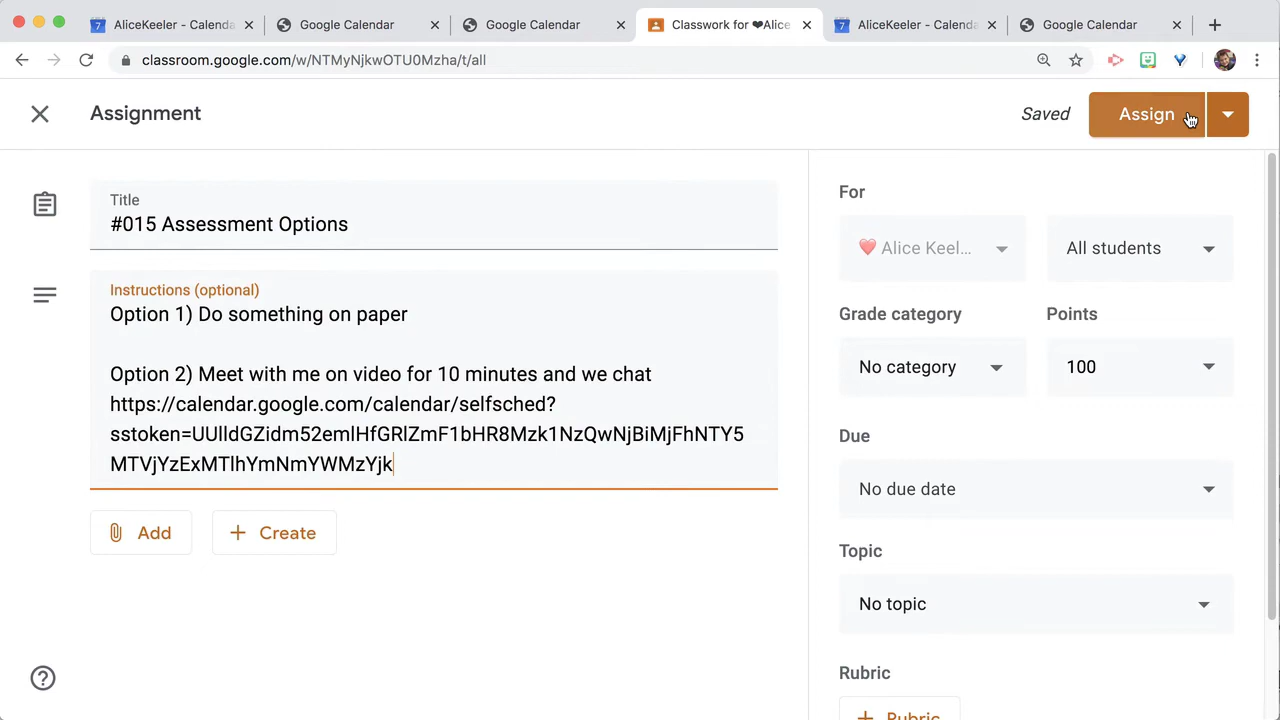 AliceKeeler - Calenda
Google Calendar
Google Calendar
Classwork for ❤Alice
AliceKeeler - Calenda
Google Calendar
classroom.google.com/w/NTMyNjkwOTU0Mzha/t/all
Assignment
Saved
Assign
Title
#015 Assessment Options
Instructions (optional)
Option 1) Do something on paper
Option 2) Meet with me on video for 10 minutes and we chat
https://calendar.google.com/calendar/selfsched?
sstoken=UUlldGZidm52emlHfGRlZmF1bHR8Mzk1NzQwNjBiMjFhNTY5
MTVjYzExMTlhYmNmYWMzYjk
Add
Create
For
❤️ Alice Keel...
All students
Grade category
Points
No category
100
Due
No due date
Topic
No topic
Rubric
Rubric